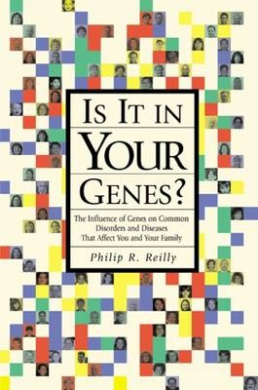 IS IT IN
YOUR
GENES?
The Influence of Genes on Common
Disorders and Diseases
That Affect You and Your Family
Philip R. Reilly